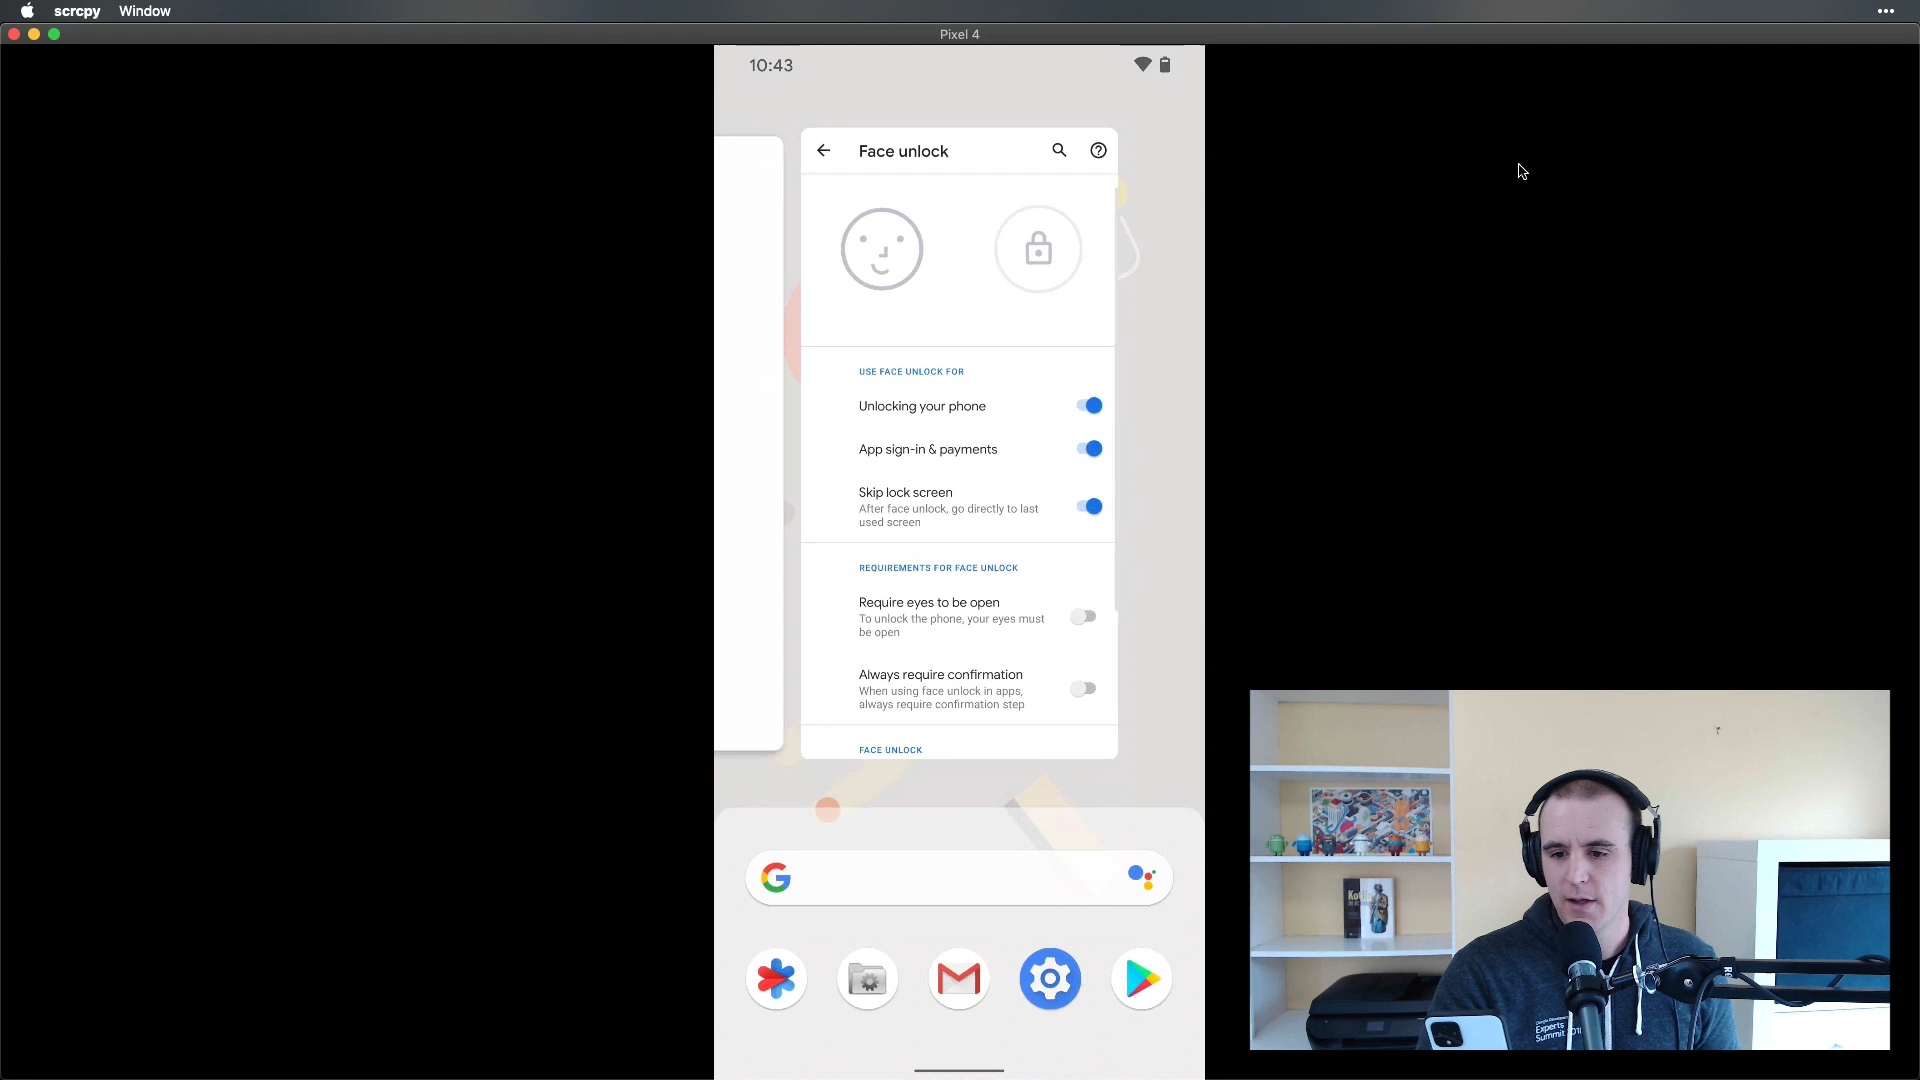 scrcpy Window
Pixel 4
10:43
Face unlock
USE FACE UNLOCK FOR
Unlocking your phone
App sign-in & payments
Skip lock screen
After face unlock, go directly to last
used screen
REQUIREMENTS FOR FACE UNLOCK
Require eyes to be open
To unlock the phone, your eyes must
be open
Always require confirmation
When using face unlock in apps,
always require confirmation step
FACE UNLOCK
Experts
Summit